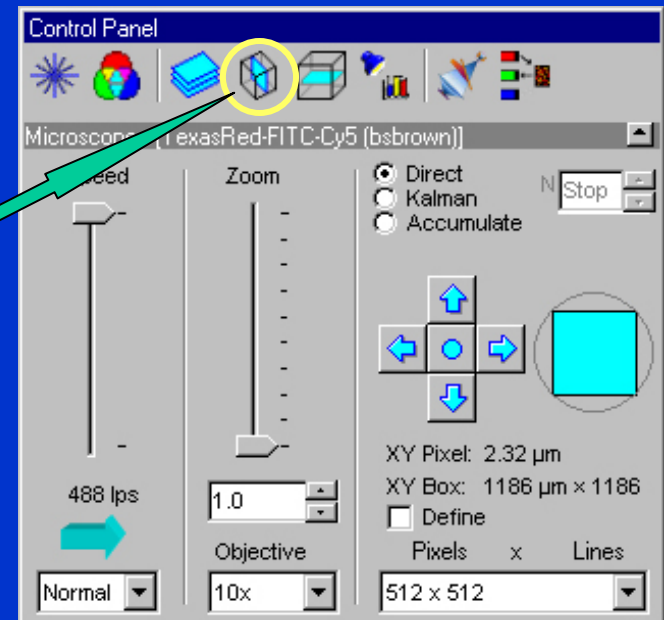 Control Panel
[TexasRed-FITC-Cy5 (bsbrown)]
Zoom
Direct
Kalman
Accumulate
N Stop
XY Pixel: 2.32 µm
XY Box: 1186 µm × 1186
Define
488 lps
1.0
Objective
Pixels x Lines
Normal
10x
512 x 512